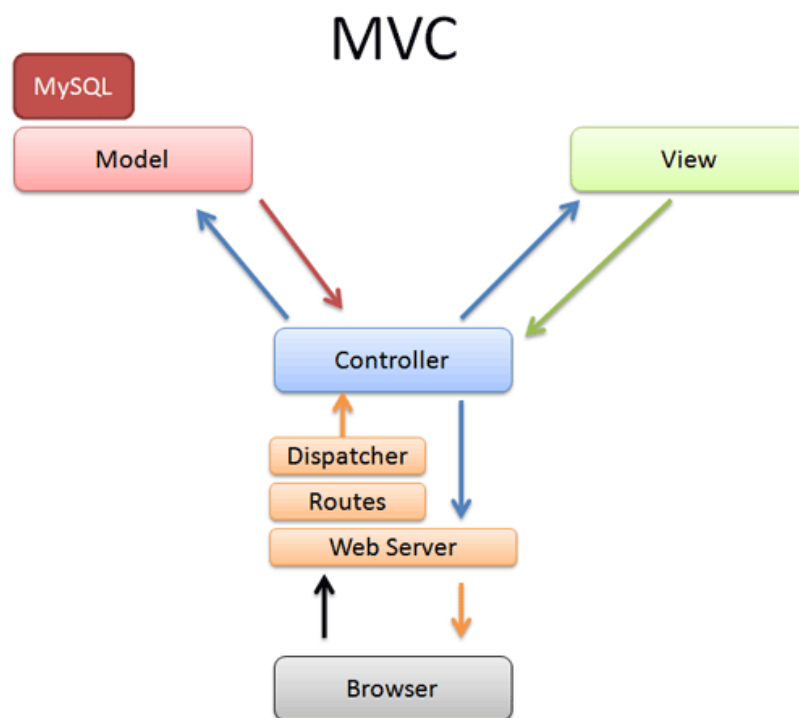 MVC
MySQL
Model
View
Controller
Dispatcher
Routes
Web Server
Browser